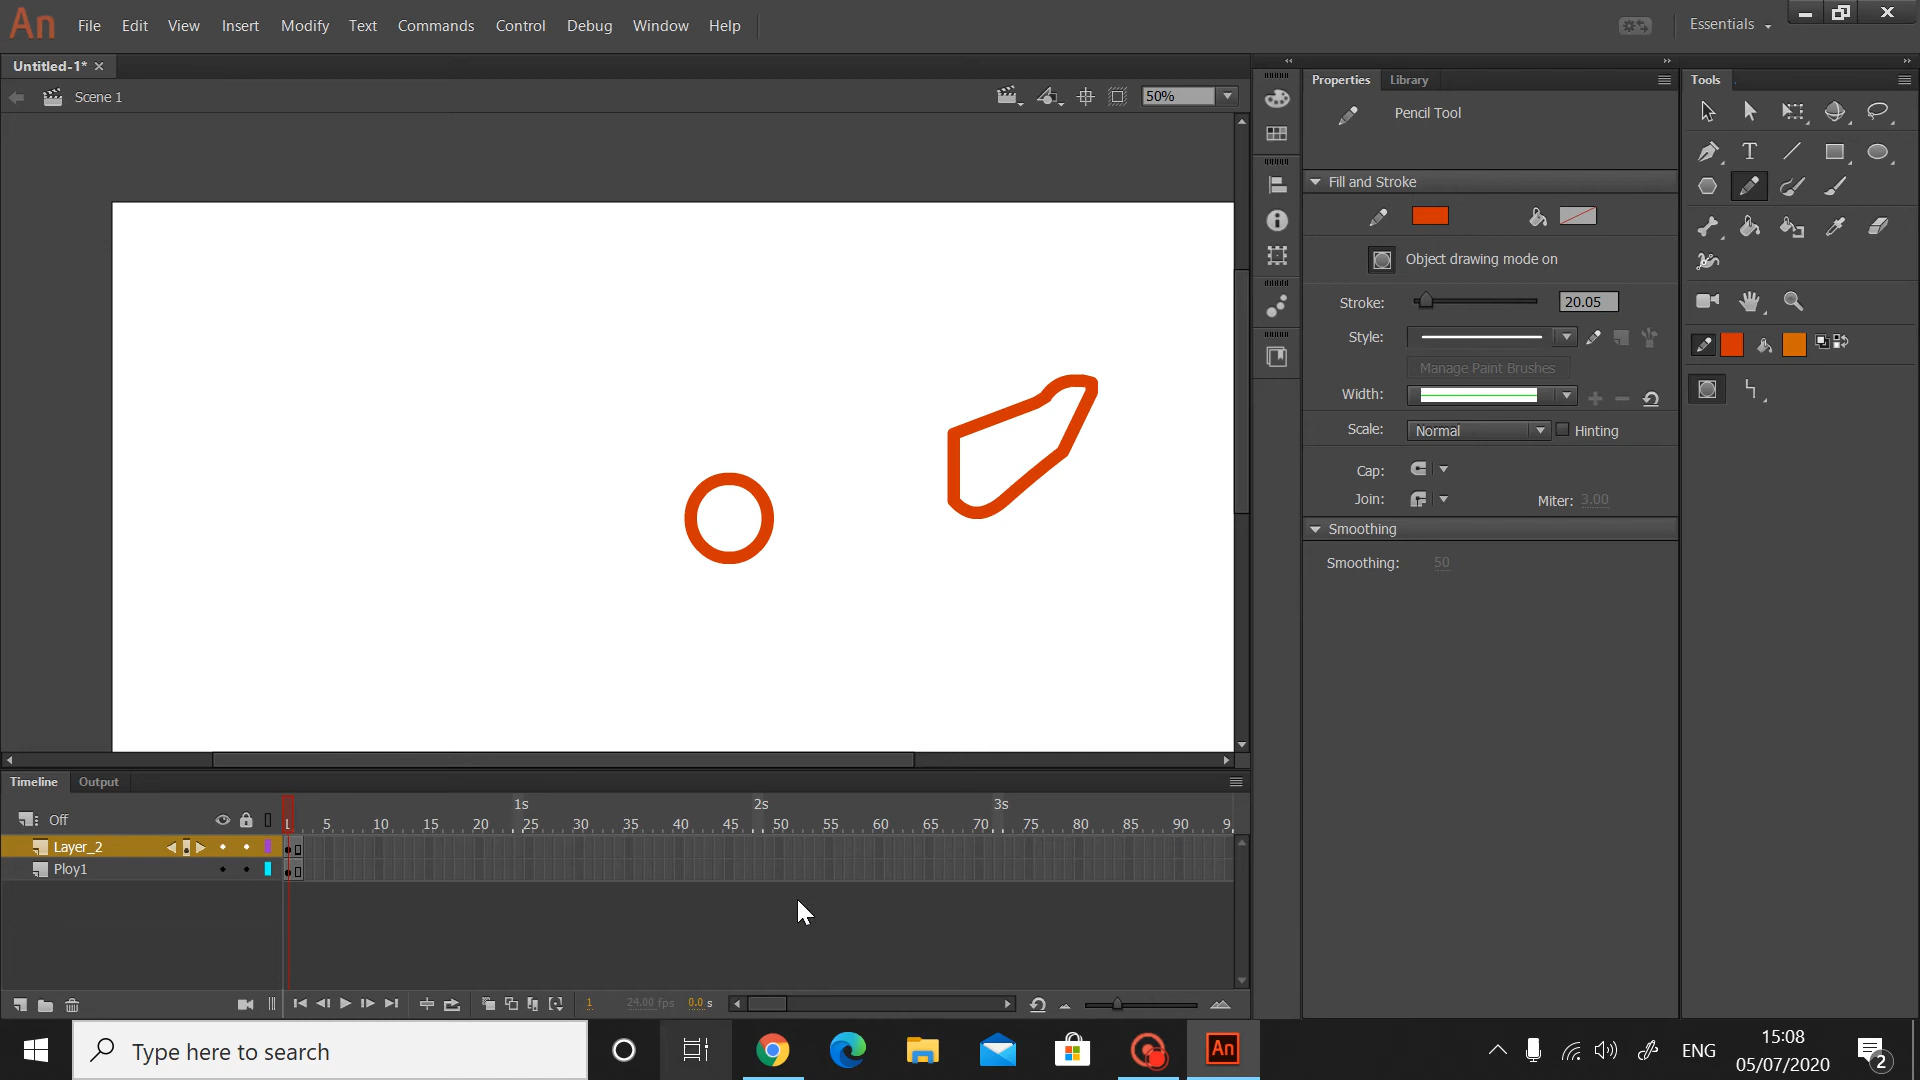 An File Edit View Insert Modify Text Commands Control Debug Window Help Essentials
Untitled-1*
Scene 1 50%
Properties Library
Tools
Pencil Tool
Fill and Stroke
Object drawing mode on
Stroke: 20.05
Style:
Manage Paint Brushes
Width:
Scale: Normal Hinting
Cap:
Join: Miter: 3.00
Smoothing
Smoothing: 50
Timeline Output
1s 2s 3s
Off 1 5 10 15 20 25 30 35 40 45 50 55 60 65 70 75 80 85 90 9
Layer_2
Ploy1
1 24.00 fps 0.0 s
Type here to search
An
ENG
15:08
05/07/2020
2